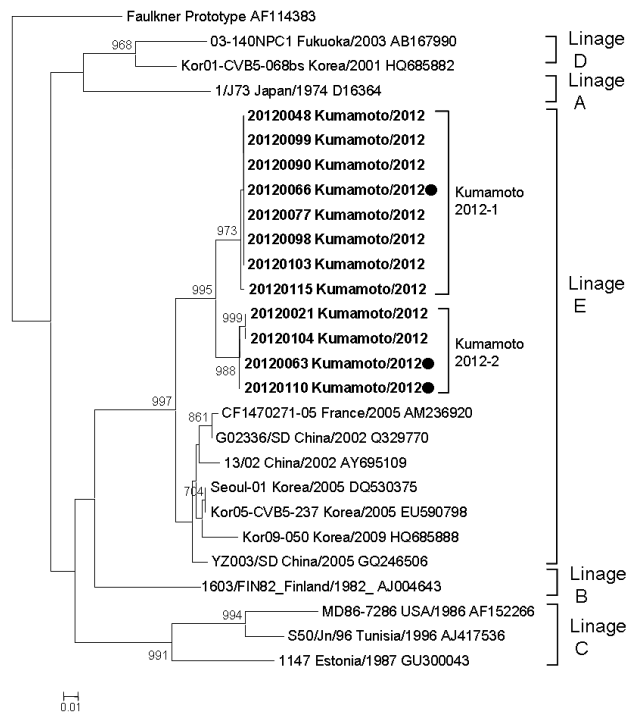 Faulkner Prototype AF114383
968
03-140NPC1 Fukuoka/2003 AB167990
Kor01-CVB5-068bs Korea/2001 HQ685882
Linage
D
1/J73 Japan/1974 D16364
Linage
A
20120048 Kumamoto/2012
20120099 Kumamoto/2012
20120090 Kumamoto/2012
20120066 Kumamoto/2012●
20120077 Kumamoto/2012
20120098 Kumamoto/2012
20120103 Kumamoto/2012
20120115 Kumamoto/2012
Kumamoto
2012-1
973
995
999
20120021 Kumamoto/2012
20120104 Kumamoto/2012
20120063 Kumamoto/2012●
20120110 Kumamoto/2012●
988
Kumamoto
2012-2
Linage
E
997
861
CF1470271-05 France/2005 AM236920
G02336/SD China/2002 Q329770
13/02 China/2002 AY695109
704
Seoul-01 Korea/2005 DQ530375
Kor05-CVB5-237 Korea/2005 EU590798
Kor09-050 Korea/2009 HQ685888
YZ003/SD China/2005 GQ246506
1603/FIN82_Finland/1982_ AJ004643
Linage
B
994
MD86-7286 USA/1986 AF152266
S50/Jn/96 Tunisia/1996 AJ417536
991
1147 Estonia/1987 GU300043
Linage
C
0.01